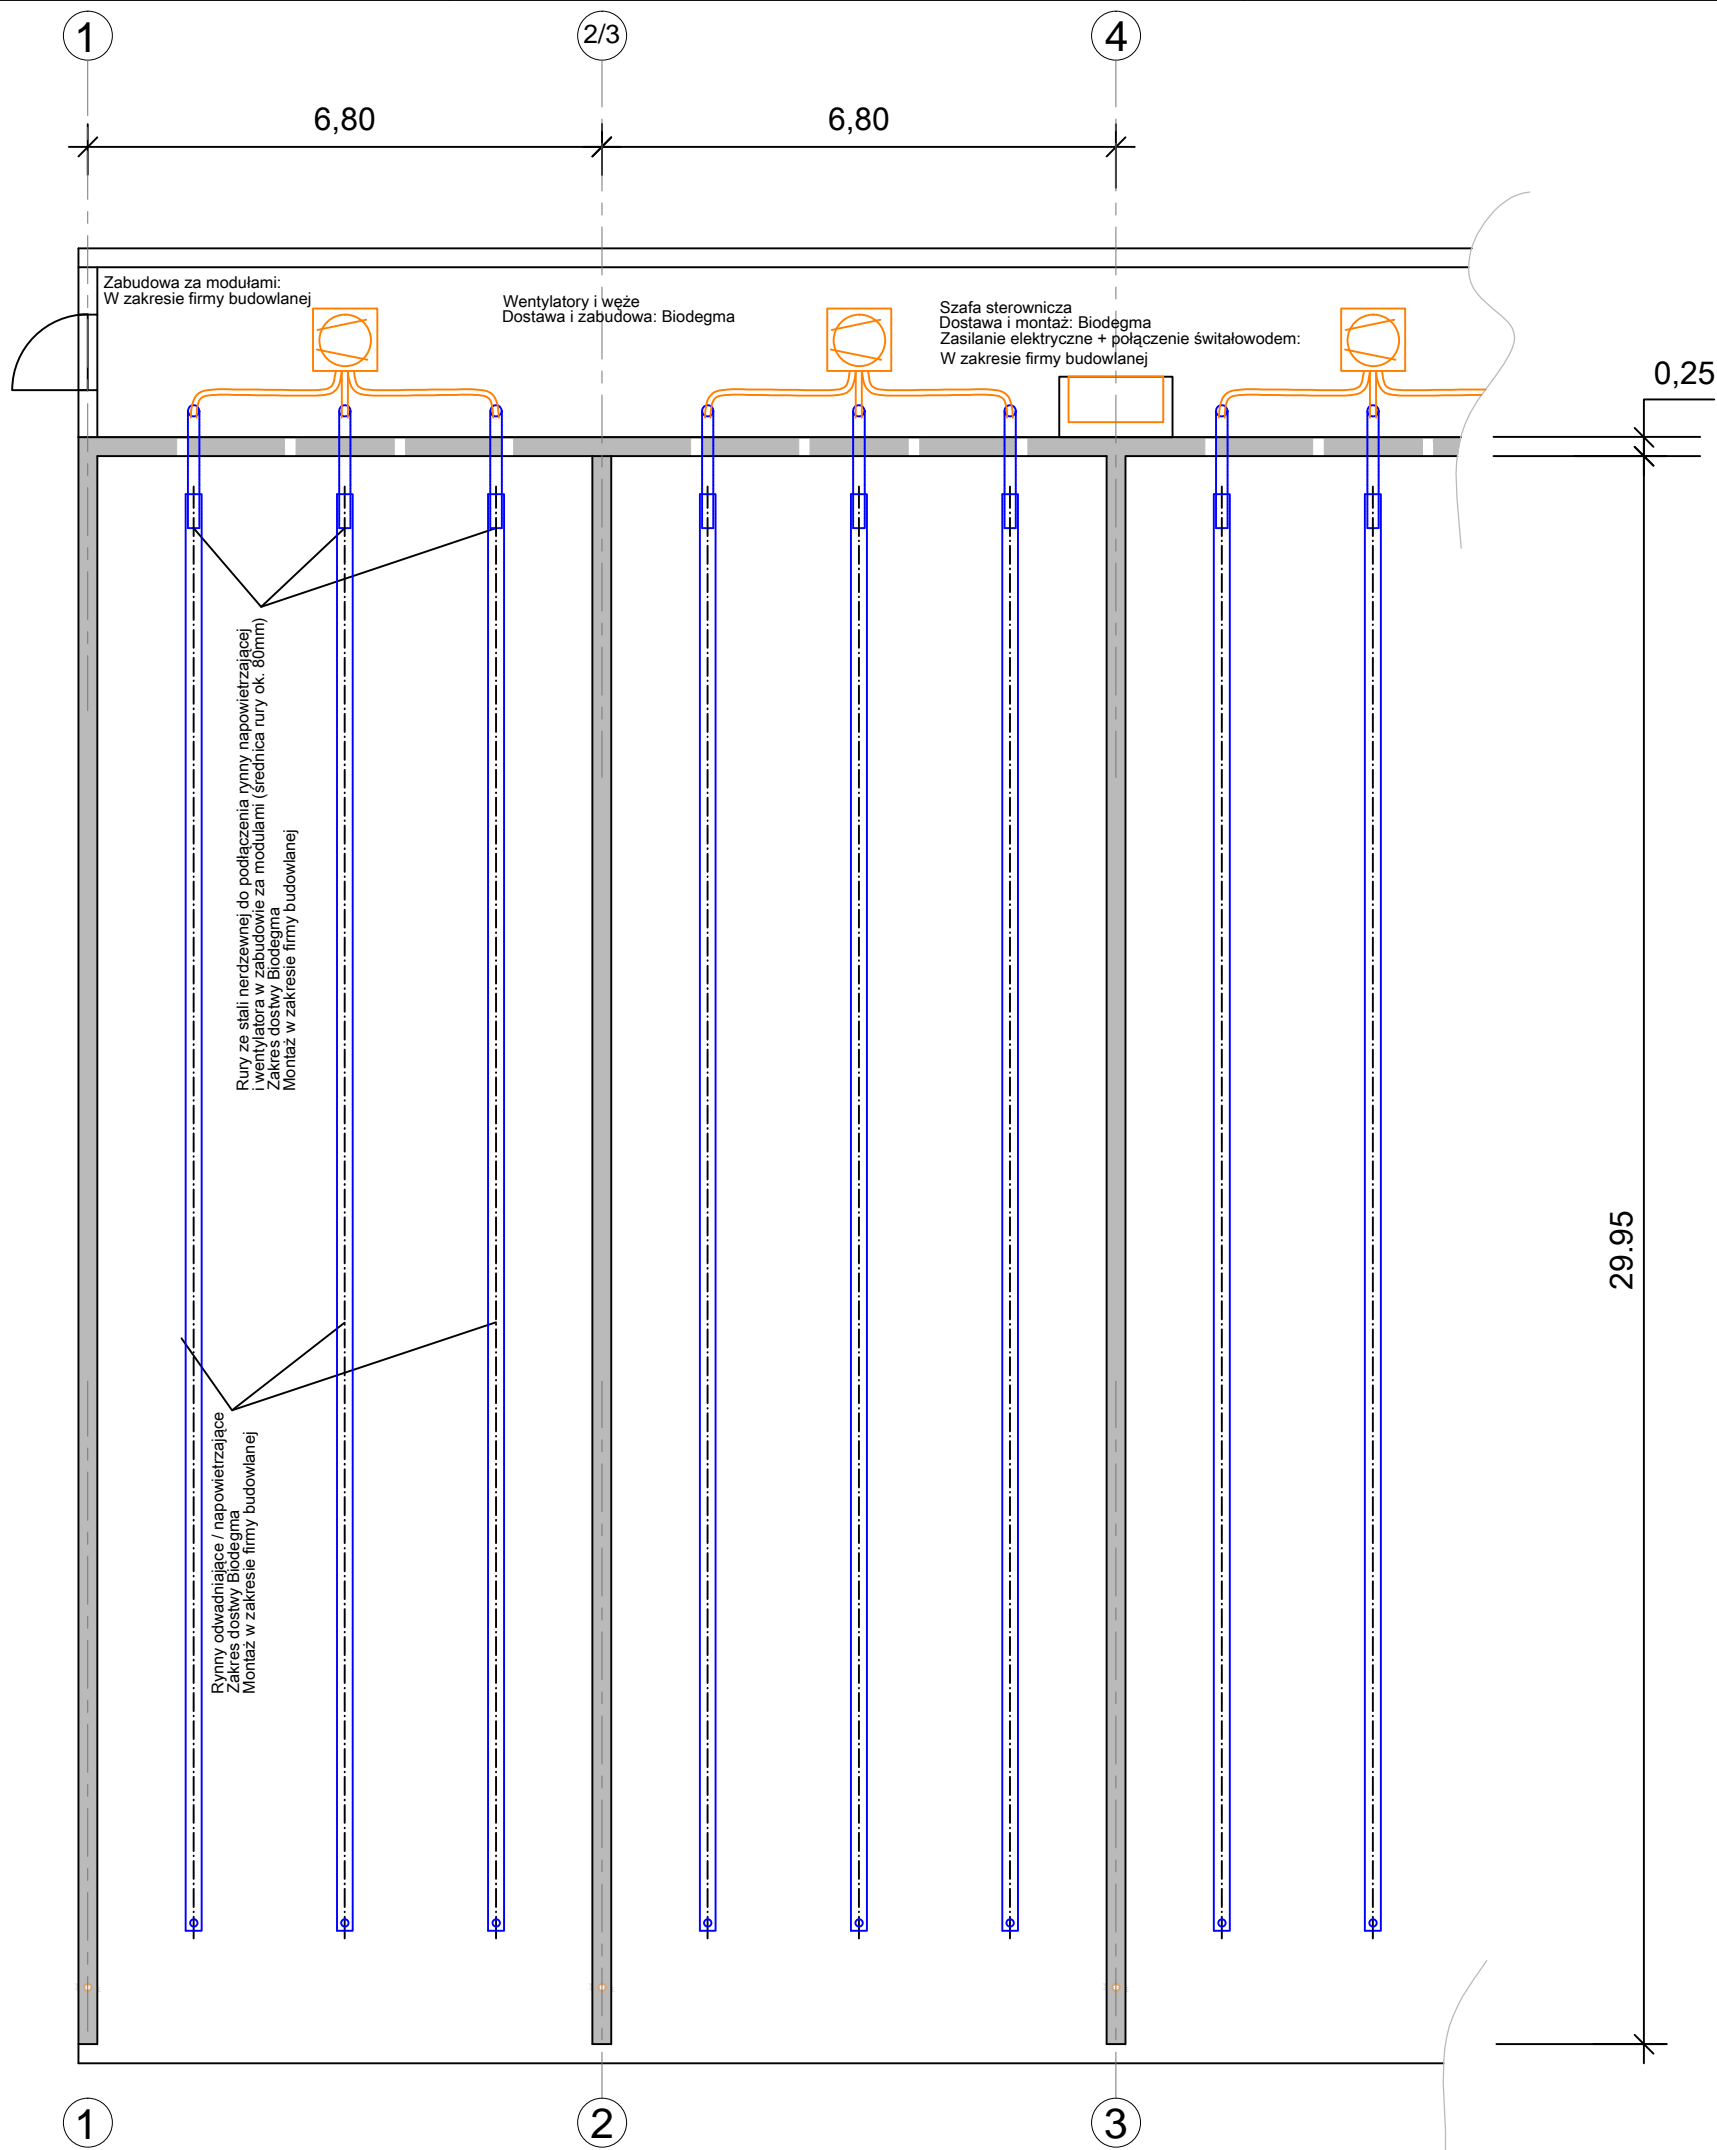 1
2/3
4
6,80
6,80
Zabudowa za modułami:
W zakresie firmy budowlanej
Wentylatory i węże
Dostawa i zabudowa: Biodegma
Szafa sterownicza
Dostawa i montaż: Biodegma
Zasilanie elektryczne + połączenie świtałowodem:
W zakresie firmy budowlanej
0,25
Rury ze stali nerdzewnej do podłączenia rynny napowietrzającej
i wentylatora w zabudowie za modulami (średnica rury ok. 80mm)
Zakres dostwy Biodegma
Montaż w zakresie firmy budowlanej
29.95
Rynny odwadniające / napowietrzające
Zakres dostwy Biodegma
Montaż w zakresie firmy budowlanej
1
2
3